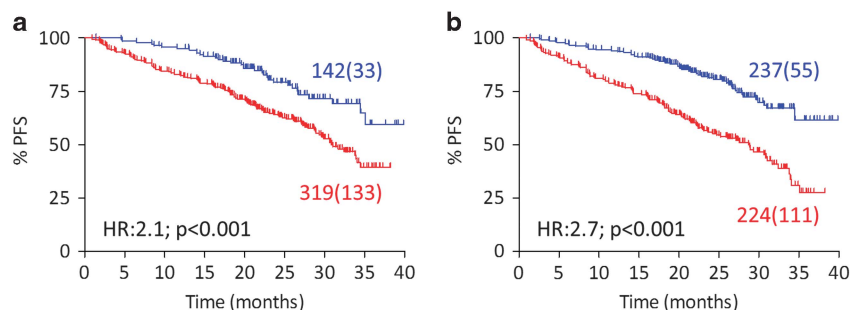 a
% PFS
100
75
50
25
0
142(33)
319(133)
HR:2.1; p<0.001
0 5 10 15 20 25 30 35 40
Time (months)
b
% PFS
100
75
50
25
0
237(55)
224(111)
HR:2.7; p<0.001
0 5 10 15 20 25 30 35 40
Time (months)